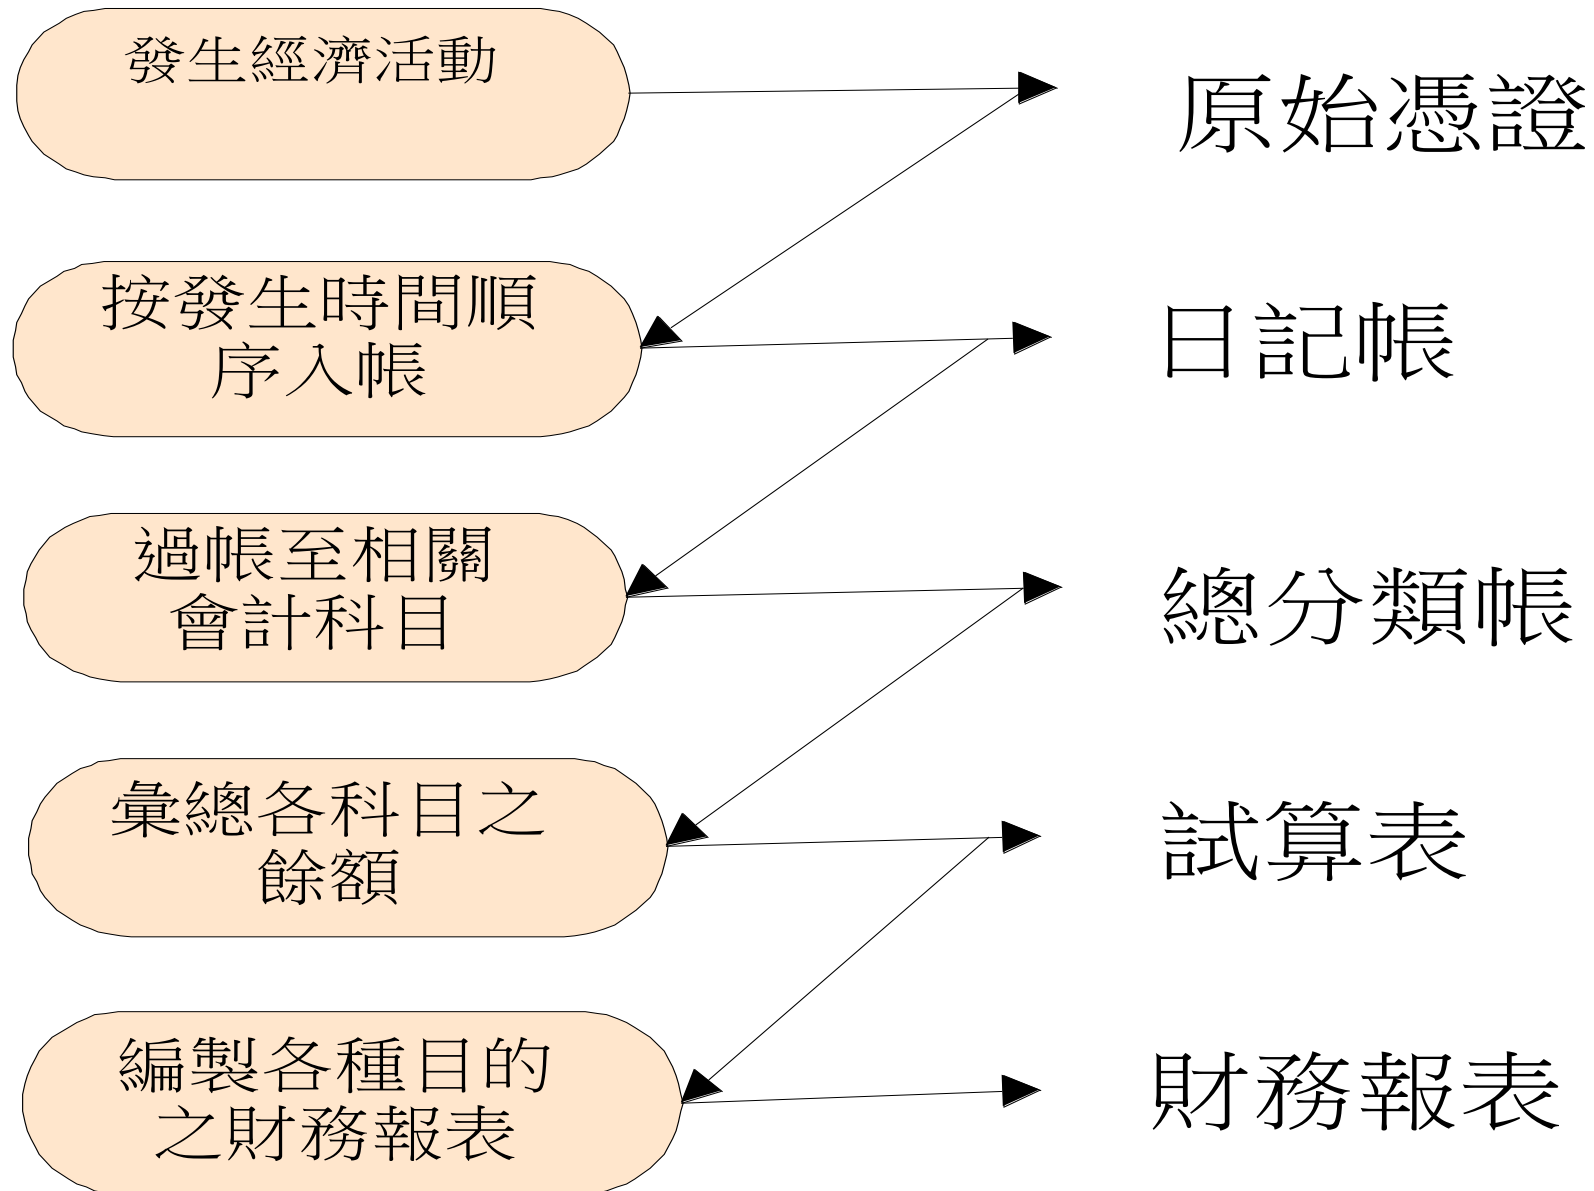 發生經濟活動
原始憑證
按發生時間順
序入帳
日記帳
過帳至相關
會計科目
總分類帳
彙總各科目之
餘額
試算表
編製各種目的
之財務報表
財務報表